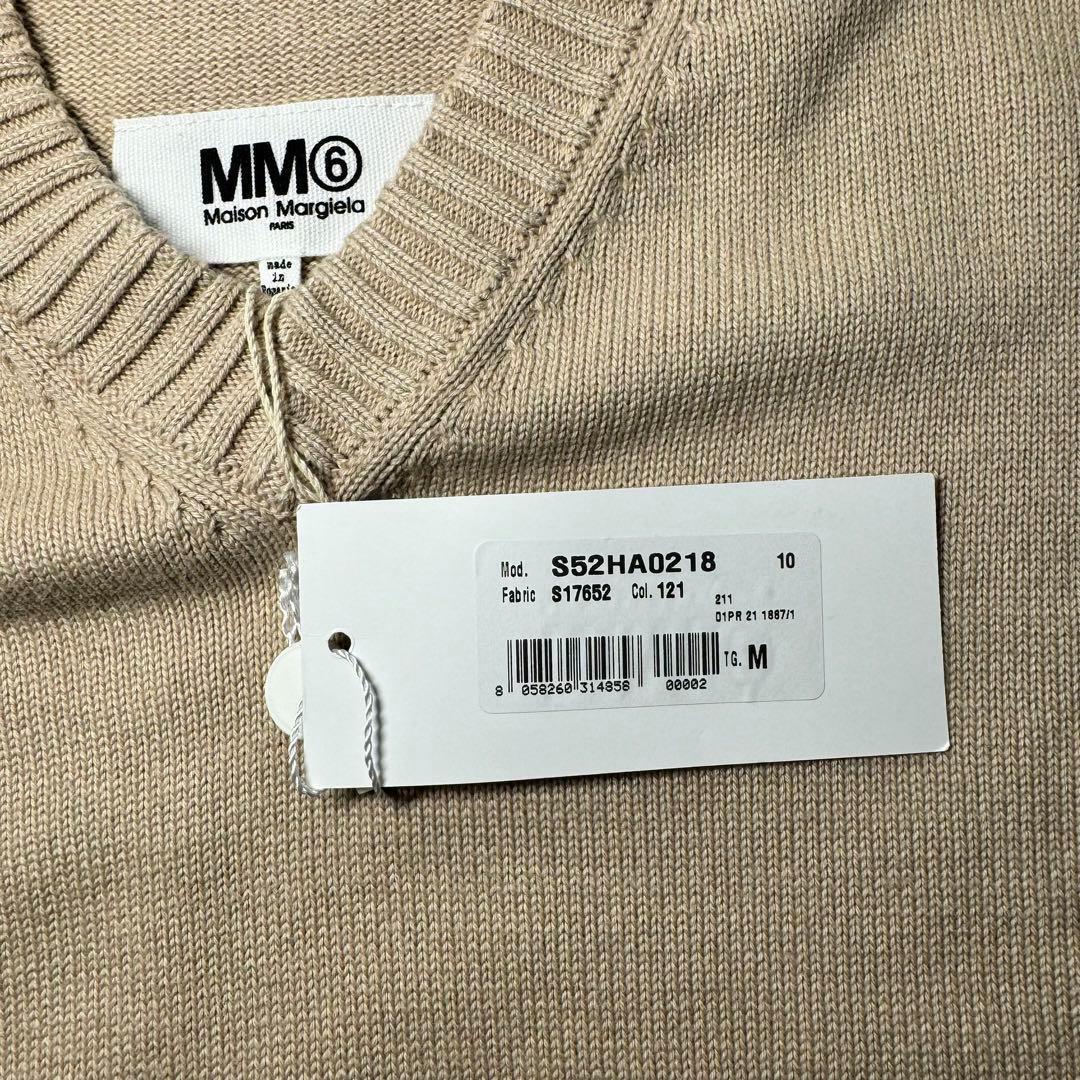 MM⑥
Maison Margiela
PARIS
made
in
Mod. S52HA0218 10
Fabric S17652 Col. 121
211
01PR 21 1887/1
TG. M
8 058260 314858 00002